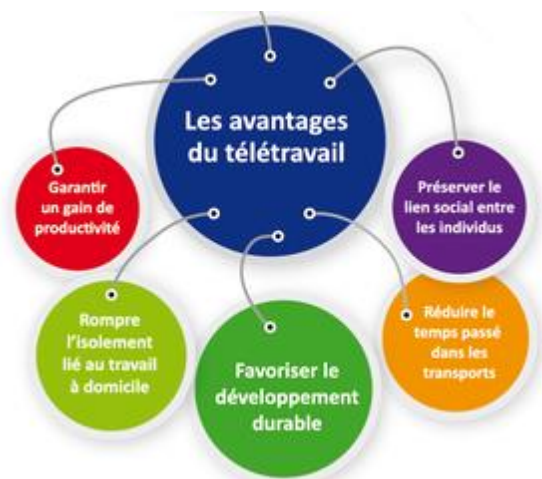 Les avantages
du télétravail
Garantir
un gain de
productivité
Préserver le
lien social entre
les individus
Rompre
l'isolement
lié au travail
à domicile
Favoriser le
développement
durable
Réduire le
temps passé
dans les
transports